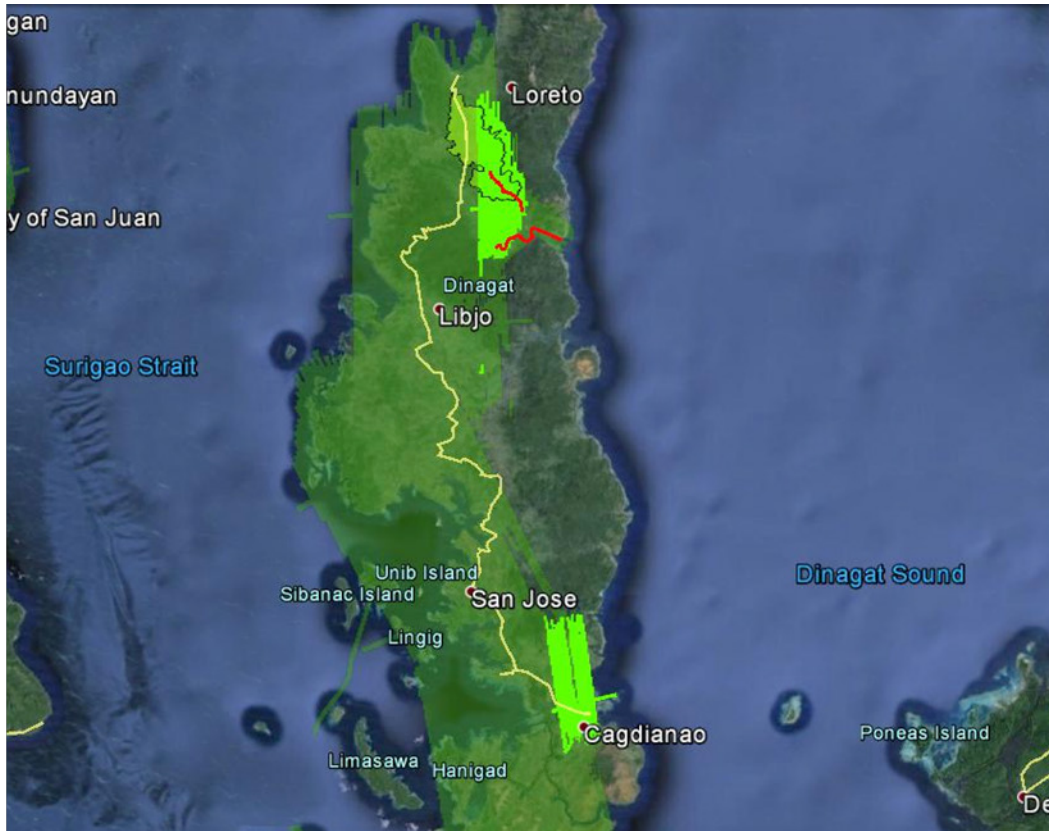 gan
nundayan
Loreto
y of San Juan
Dinagat
Libjo
Surigao Strait
Unib Island
Sibanac Island
San Jose
Dinagat Sound
Lingig
Cagdianao
Poneas Island
Limasawa
Hanigad
De